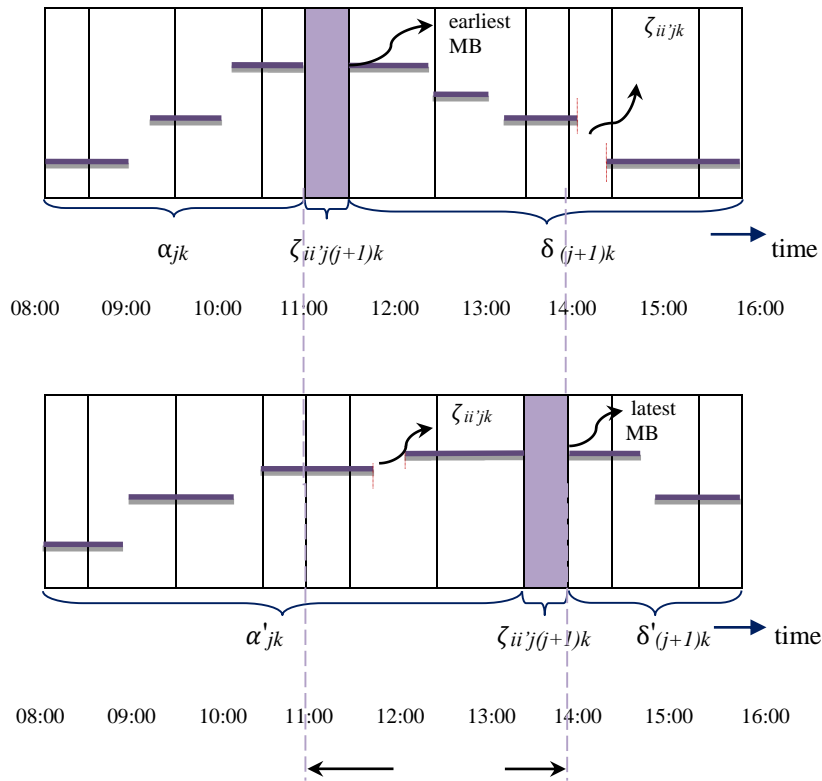 earliest
MB
ζii'jk
αjk
ζii'j(j+1)k
δ (j+1)k
time
08:00 09:00 10:00 11:00 12:00 13:00 14:00 15:00 16:00
ζii'jk
latest
MB
α'jk
ζii'j(j+1)k
δ'(j+1)k
time
08:00 09:00 10:00 11:00 12:00 13:00 14:00 15:00 16:00